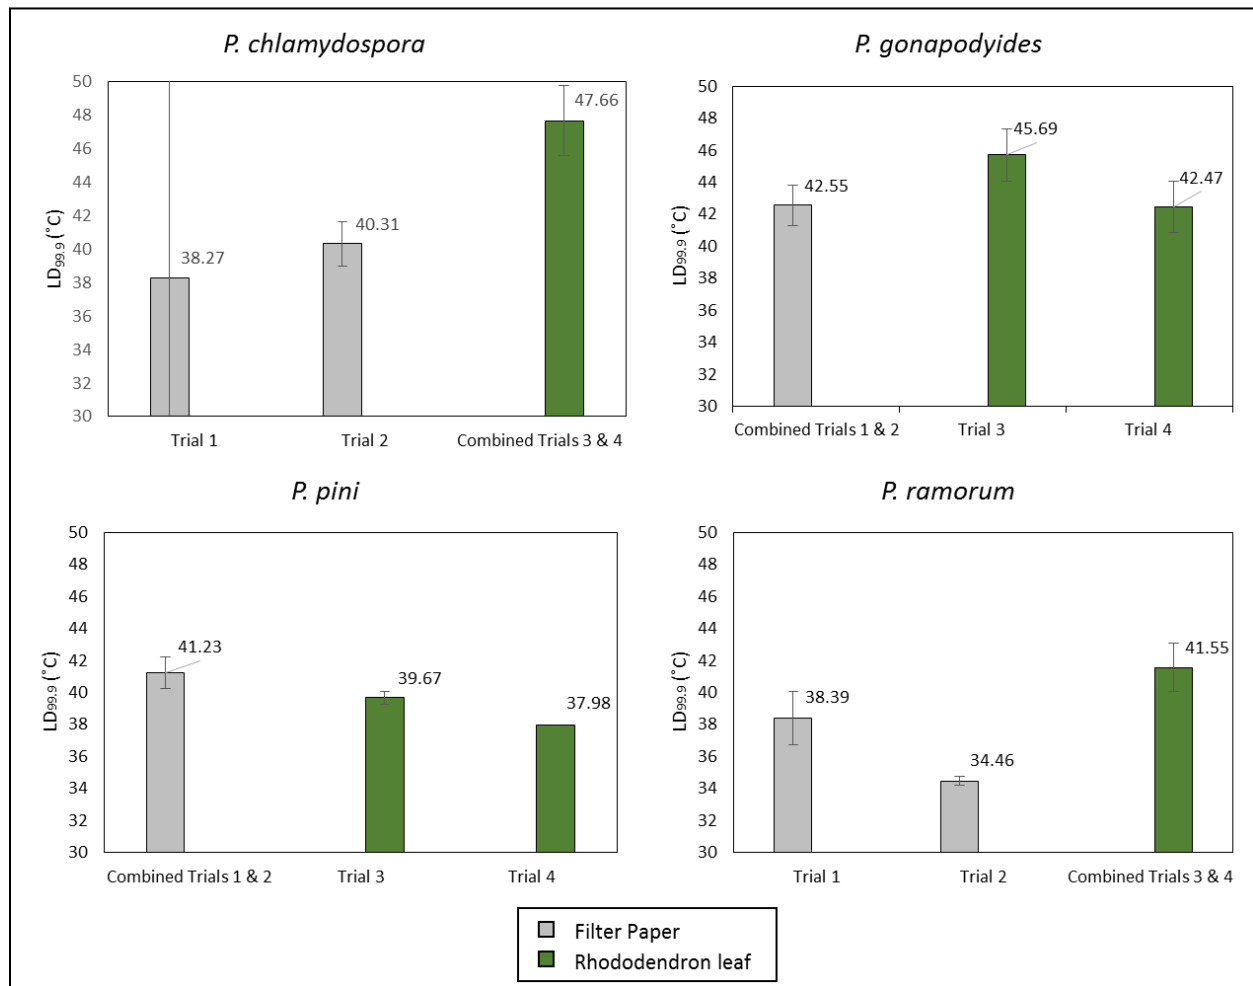 P. chlamydospora
LD99.9 (˚C)
50
48
46
44
42
40
38
36
34
32
30
38.27
40.31
47.66
Trial 1
Trial 2
Combined Trials 3 & 4
P. gonapodyides
LD99.9 (˚C)
50
48
46
44
42
40
38
36
34
32
30
42.55
45.69
42.47
Combined Trials 1 & 2
Trial 3
Trial 4
P. pini
LD99.9 (˚C)
50
48
46
44
42
40
38
36
34
32
30
41.23
39.67
37.98
Combined Trials 1 & 2
Trial 3
Trial 4
P. ramorum
LD99.9 (˚C)
50
48
46
44
42
40
38
36
34
32
30
38.39
34.46
41.55
Trial 1
Trial 2
Combined Trials 3 & 4
Filter Paper
Rhododendron leaf